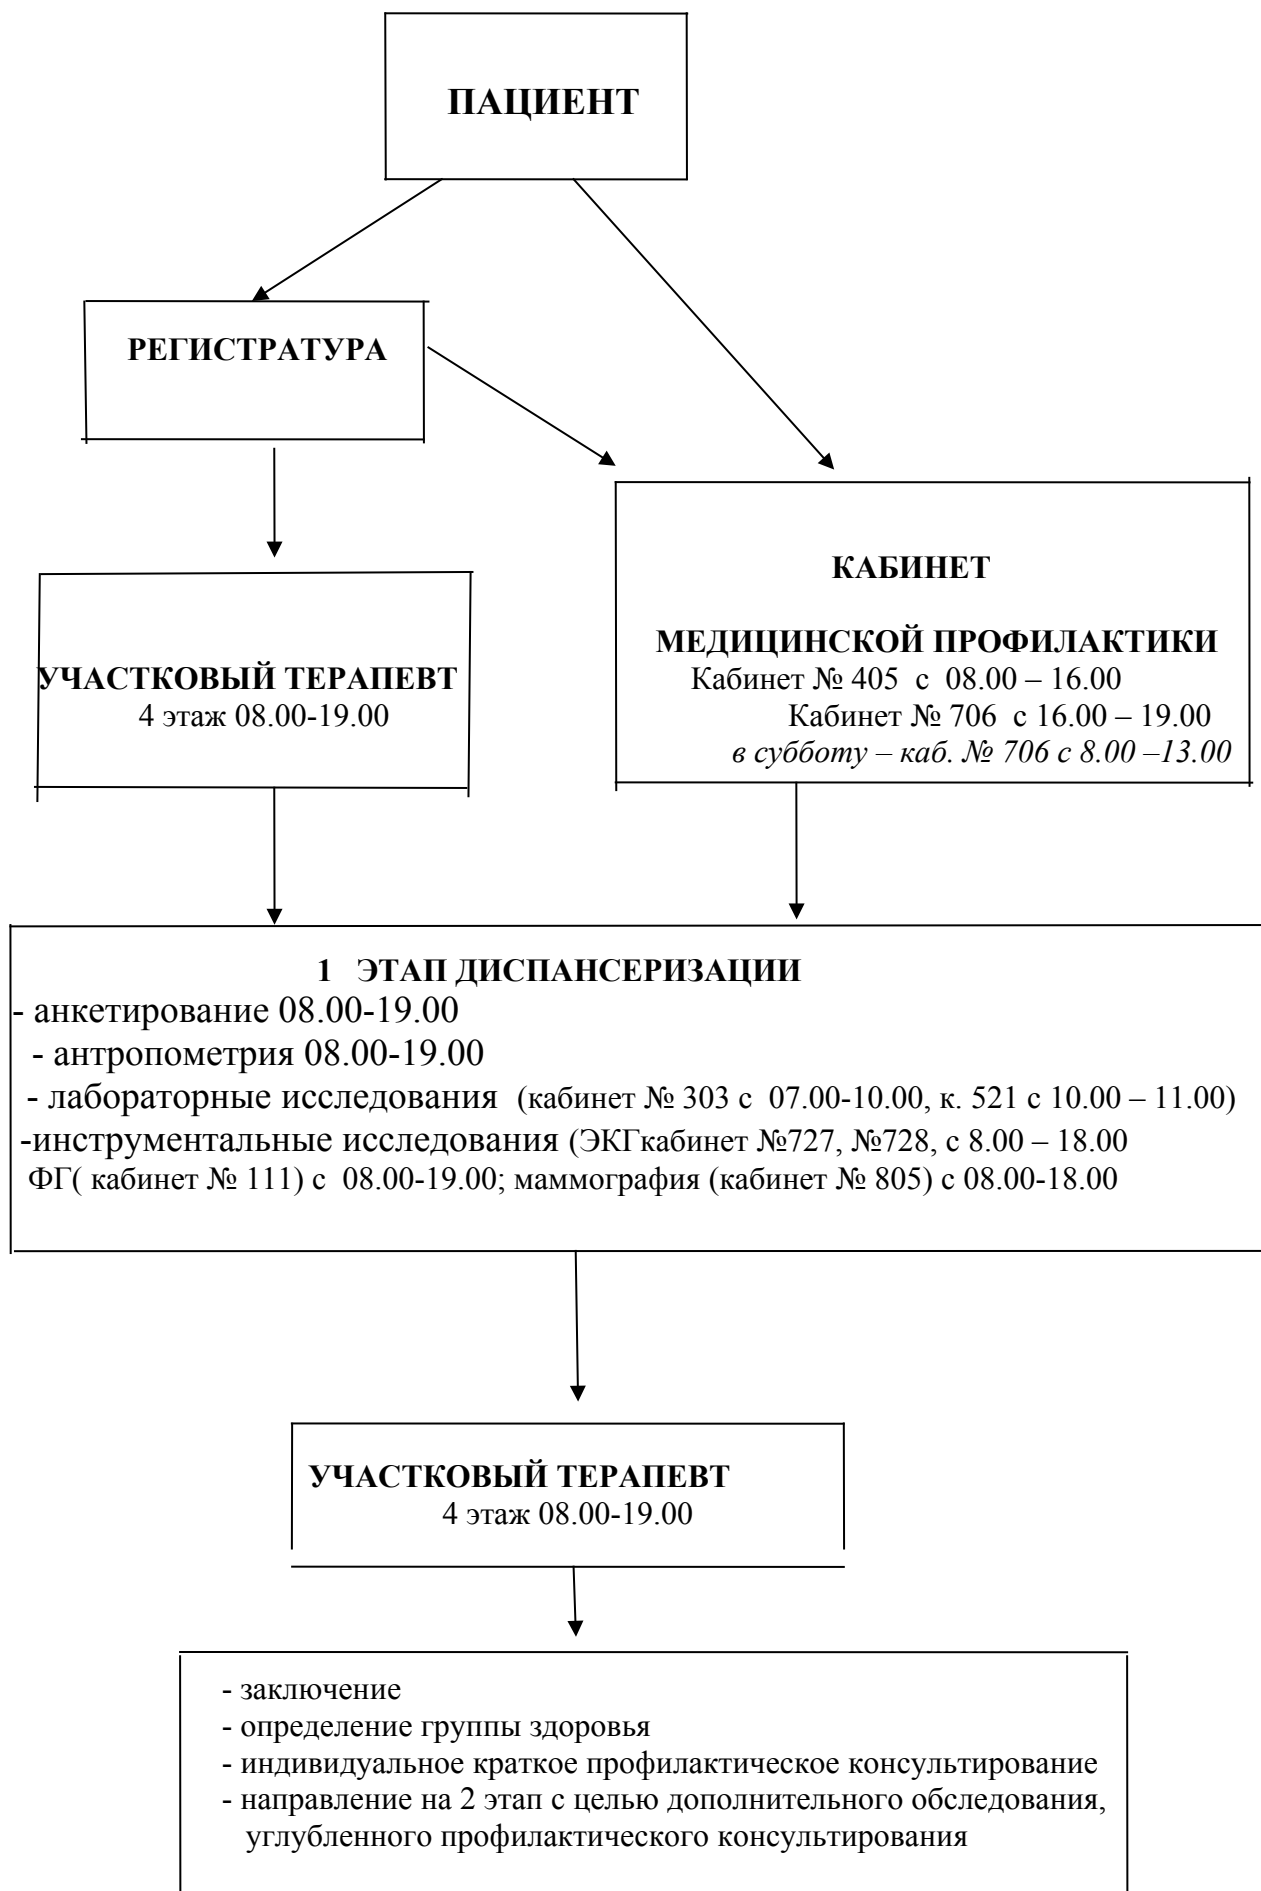 ПАЦИЕНТ
РЕГИСТРАТУРА
КАБИНЕТ
МЕДИЦИНСКОЙ ПРОФИЛАКТИКИ
Кабинет № 405 с 08.00 – 16.00
Кабинет № 706 с 16.00 – 19.00
в субботу – каб. № 706 с 8.00 –13.00
УЧАСТКОВЫЙ ТЕРАПЕВТ
4 этаж 08.00-19.00
1 ЭТАП ДИСПАНСЕРИЗАЦИИ
- анкетирование 08.00-19.00
- антропометрия 08.00-19.00
- лабораторные исследования (кабинет № 303 с 07.00-10.00, к. 521 с 10.00 – 11.00)
-инструментальные исследования (ЭКГкабинет №727, №728, с 8.00 – 18.00
ФГ( кабинет № 111) с 08.00-19.00; маммография (кабинет № 805) с 08.00-18.00
УЧАСТКОВЫЙ ТЕРАПЕВТ
4 этаж 08.00-19.00
- заключение
- определение группы здоровья
- индивидуальное краткое профилактическое консультирование
- направление на 2 этап с целью дополнительного обследования,
углубленного профилактического консультирования